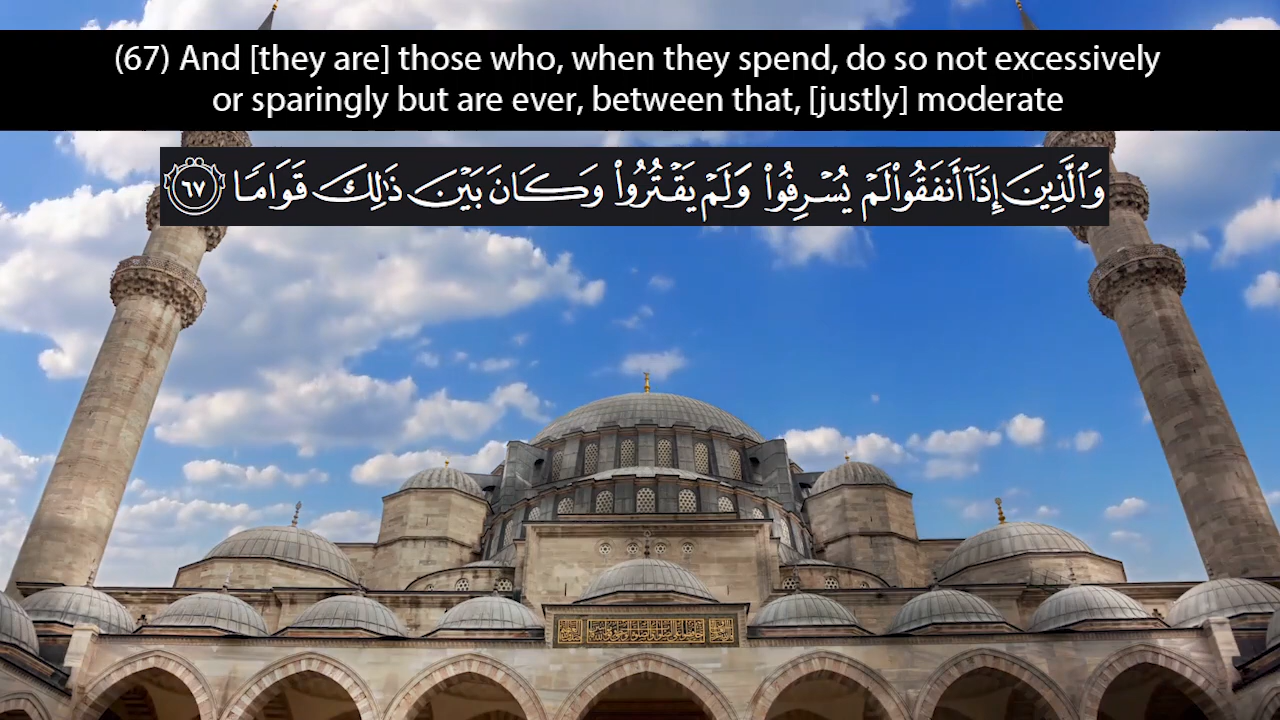 (67) And [they are] those who, when they spend, do so not excessively
or sparingly but are ever, between that, [justly] moderate
وَٱلَّذِينَ إِذَآ أَنفَقُوا۟ لَمْ يُسْرِفُوا۟ وَلَمْ يَقْتُرُوا۟ وَكَانَ بَيْنَ ذَٰلِكَ قَوَامًا ٦٧